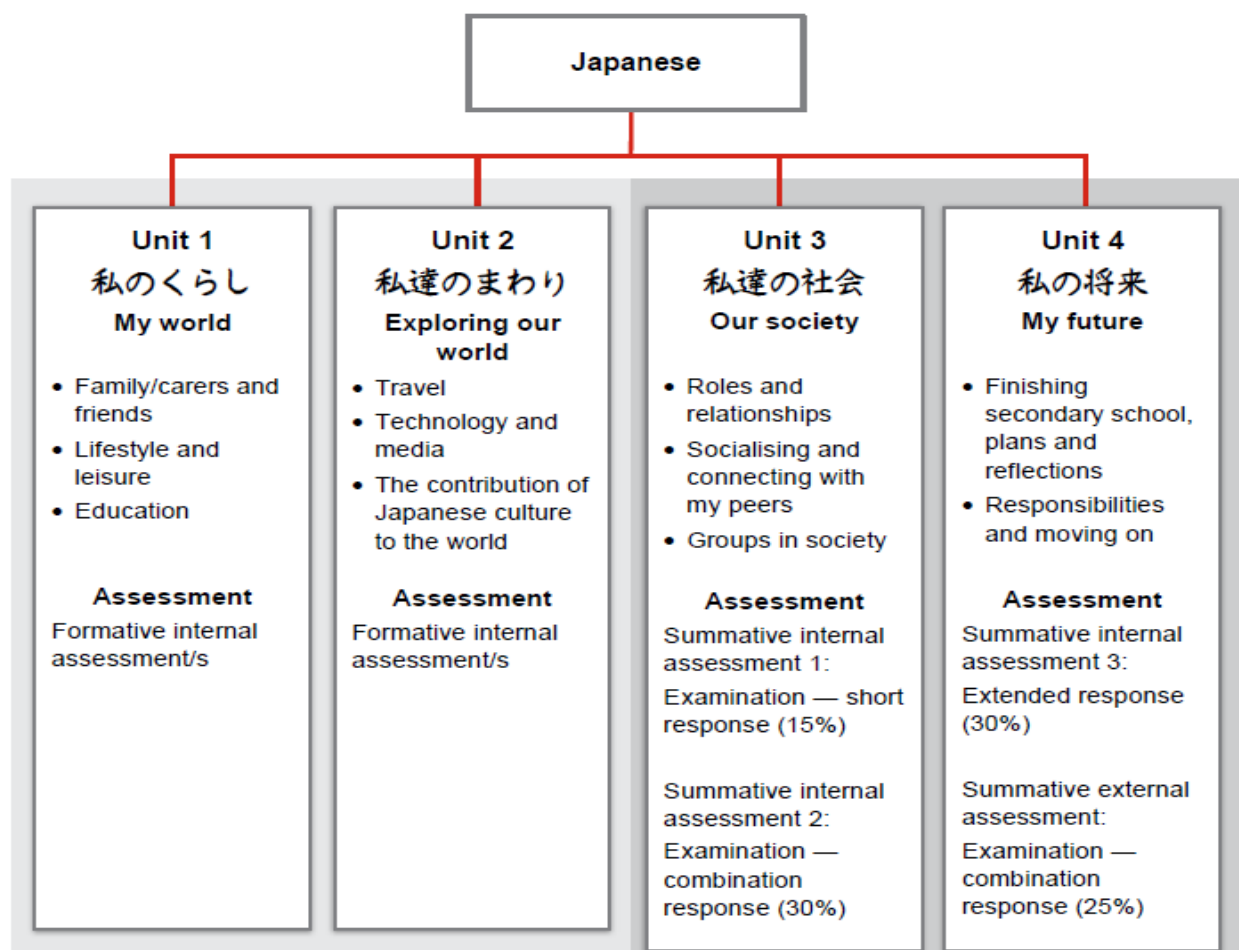 Japanese
Unit 1
私のくらし
My world
• Family/carers and
friends
• Lifestyle and
leisure
• Education
Assessment
Formative internal
assessment/s
Unit 2
私達のまわり
Exploring our
world
• Travel
• Technology and
media
• The contribution of
Japanese culture
to the world
Assessment
Formative internal
assessment/s
Unit 3
私達の社会
Our society
• Roles and
relationships
• Socialising and
connecting with
my peers
• Groups in society
Assessment
Summative internal
assessment 1:
Examination — short
response (15%)
Summative internal
assessment 2:
Examination —
combination
response (30%)
Unit 4
私の将来
My future
• Finishing
secondary school,
plans and
reflections
• Responsibilities
and moving on
Assessment
Summative internal
assessment 3:
Extended response
(30%)
Summative external
assessment:
Examination —
combination
response (25%)